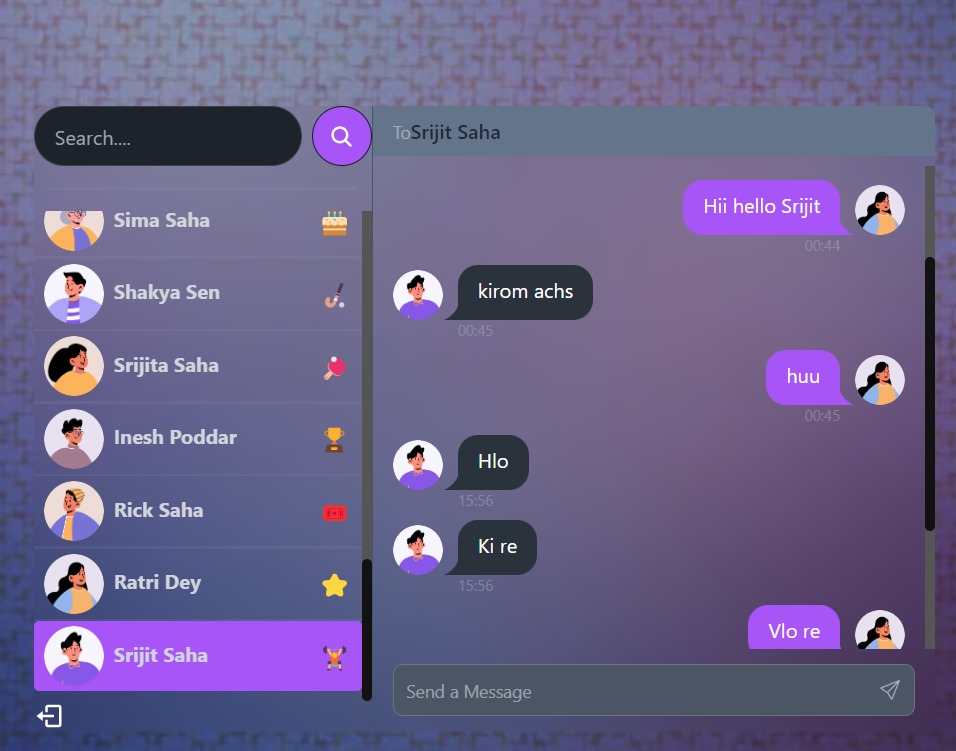 Search....
Sima Saha
Shakya Sen
Srijita Saha
Inesh Poddar
Rick Saha
Ratri Dey
Srijit Saha
ToSrijit Saha
Hii hello Srijit
00:44
kirom achs
00:45
huu
00:45
Hlo
15:56
Ki re
15:56
Vlo re
Send a Message